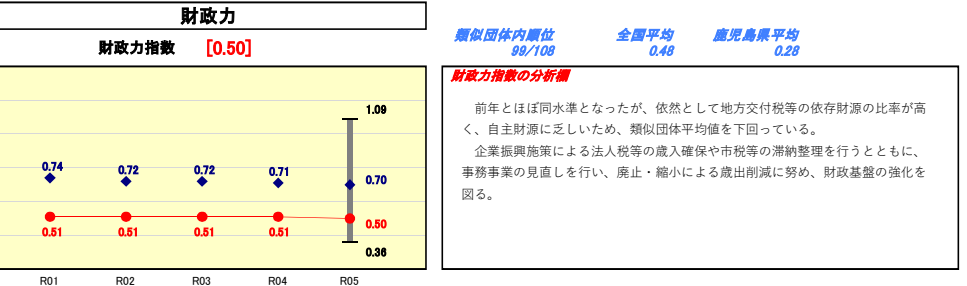 財政力
財政力指数 [0.50]
類似団体内順位 全国平均 鹿児島県平均
99/108 0.48 0.28
1.09
0.74 0.72 0.72 0.71 0.70
0.51 0.51 0.51 0.51 0.50
0.36
R01 R02 R03 R04 R05
財政力指数の分析欄
前年とほぼ同水準となったが、依然として地方交付税等の依存財源の比率が高
く、自主財源に乏しいため、類似団体平均値を下回っている。
企業振興施策による法人税等の歳入確保や市税等の滞納整理を行うとともに、
事務事業の見直しを行い、廃止・縮小による歳出削減に努め、財政基盤の強化を
図る。